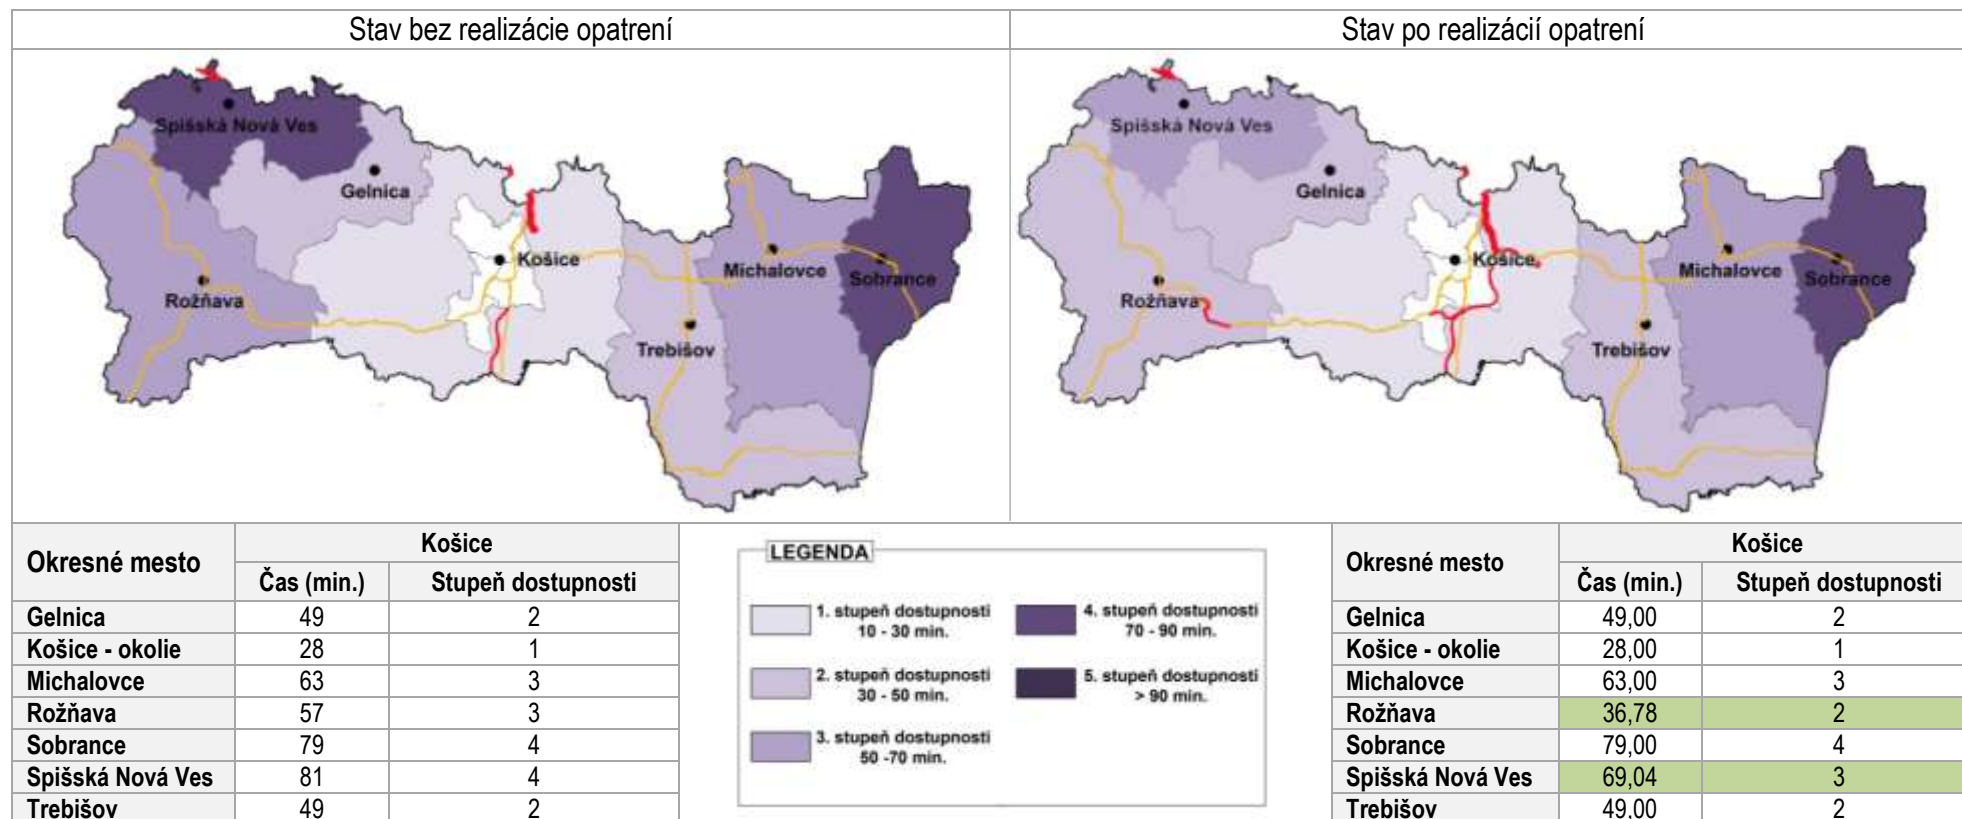 Stav bez realizácie opatrení
Stav po realizácií opatrení
Spišská Nová Ves
Gelnica
Košice
Rožňava
Michalovce
Sobrance
Trebišov
Spišská Nová Ves
Gelnica
Košice
Rožňava
Michalovce
Sobrance
Trebišov
Okresné mesto Košice
Čas (min.) Stupeň dostupnosti
Gelnica 49 2
Košice - okolie 28 1
Michalovce 63 3
Rožňava 57 3
Sobrance 79 4
Spišská Nová Ves 81 4
Trebišov 49 2
LEGENDA
1. stupeň dostupnosti
10 - 30 min.
2. stupeň dostupnosti
30 - 50 min.
3. stupeň dostupnosti
50 -70 min.
4. stupeň dostupnosti
70 - 90 min.
5. stupeň dostupností
> 90 min.
Okresné mesto Košice
Čas (min.) Stupeň dostupnosti
Gelnica 49,00 2
Košice - okolie 28,00 1
Michalovce 63,00 3
Rožňava 36,78 2
Sobrance 79,00 4
Spišská Nová Ves 69,04 3
Trebišov 49,00 2